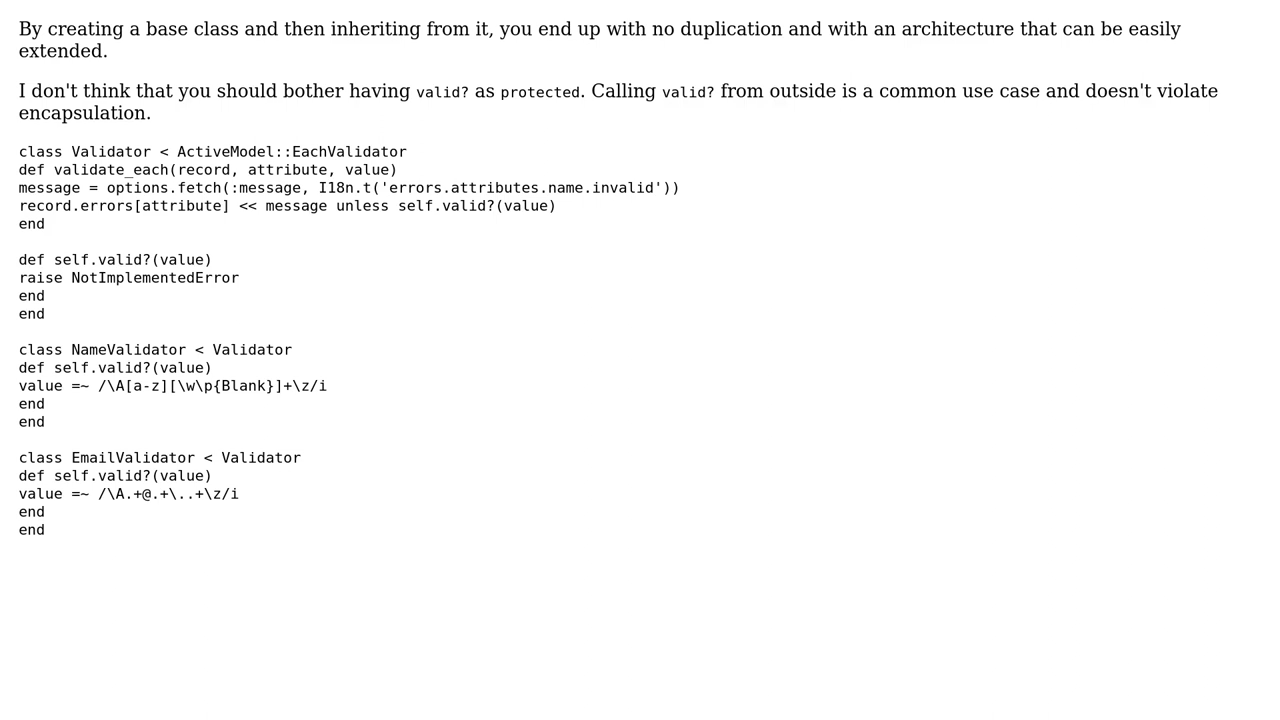 By creating a base class and then inheriting from it, you end up with no duplication and with an architecture that can be easily
extended.
I don't think that you should bother having valid? as protected. Calling valid? from outside is a common use case and doesn't violate
encapsulation.
class Validator < ActiveModel::EachValidator
def validate_each(record, attribute, value)
message = options.fetch(:message, I18n.t('errors.attributes.name.invalid'))
record.errors[attribute] << message unless self.valid?(value)
end
def self.valid?(value)
raise NotImplementedError
end
end
class NameValidator < Validator
def self.valid?(value)
value =~ /\A[a-z][\w\p{Blank}]+\z/i
end
end
class EmailValidator < Validator
def self.valid?(value)
value =~ /\A.+@.+\..+\z/i
end
end